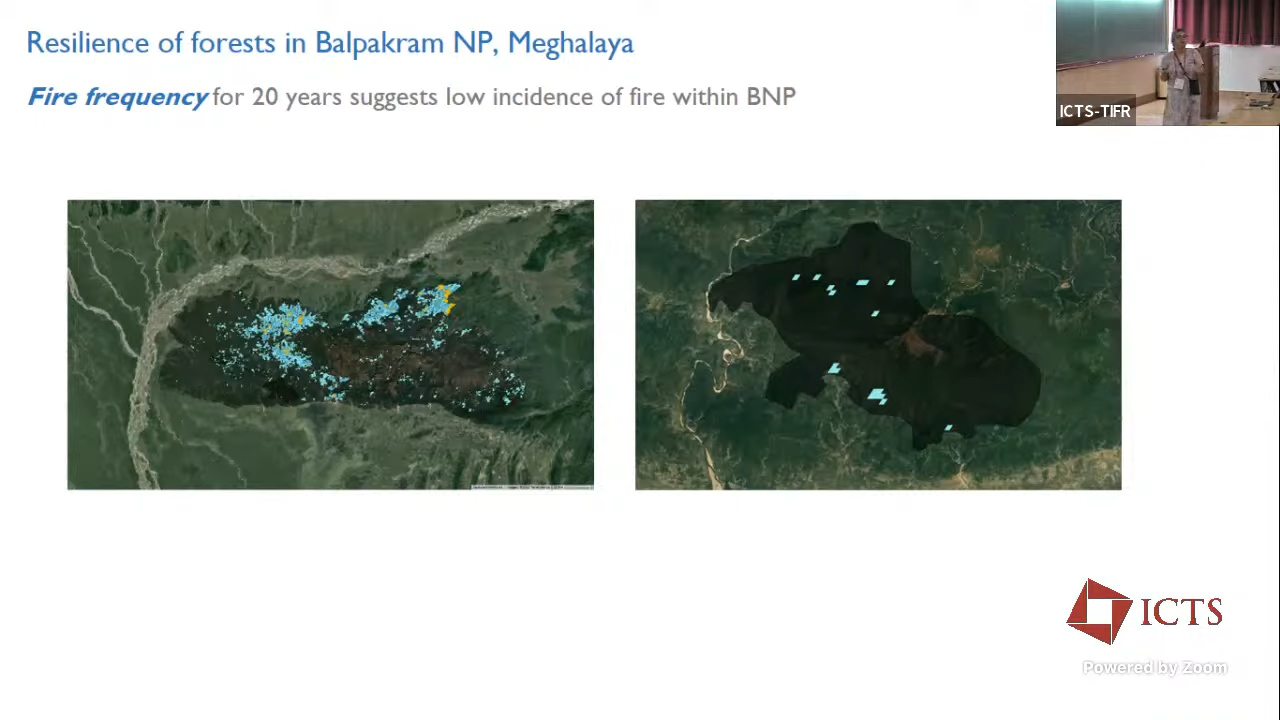 Resilience of forests in Balpakram NP, Meghalaya
Fire frequency for 20 years suggests low incidence of fire within BNP
ICTS-TIFR
ICTS
Powered by Zoom